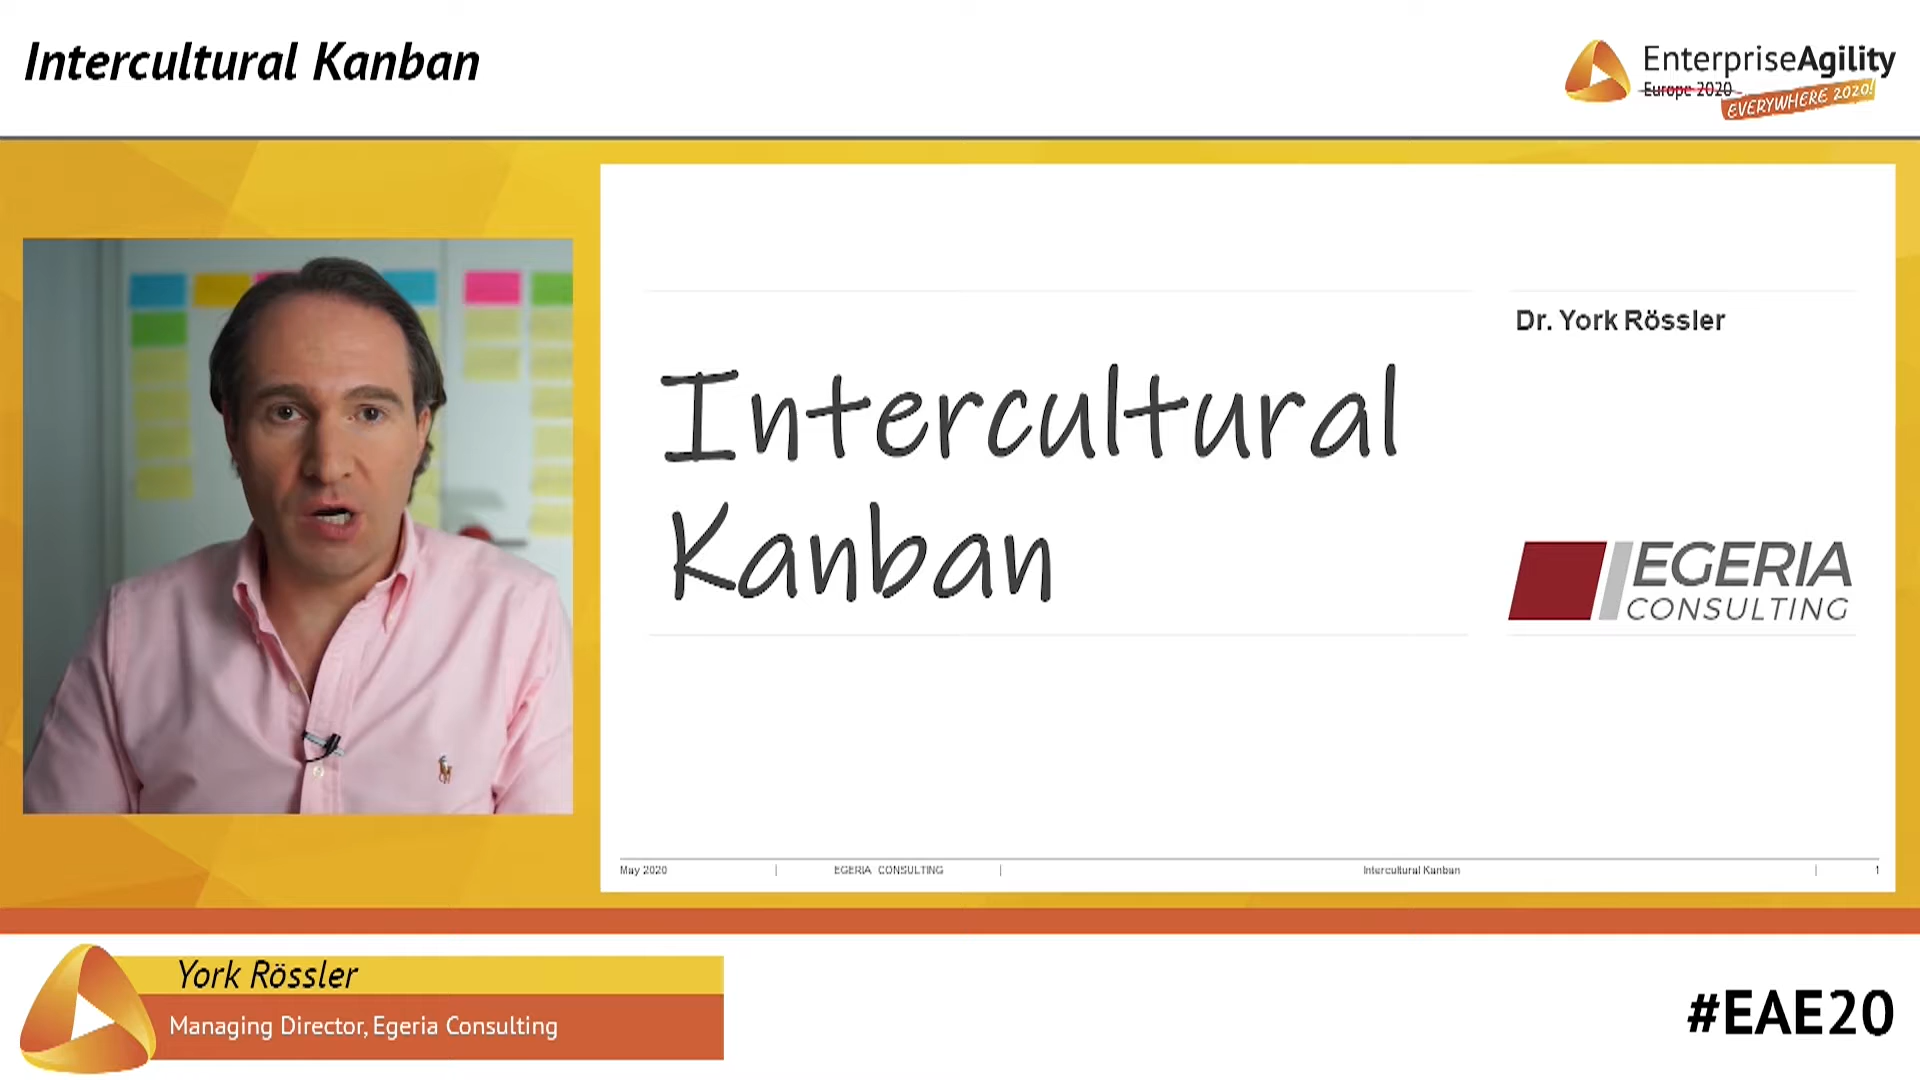 Intercultural Kanban
EnterpriseAgility
Europe 2020
EVERYWHERE 2020!
Dr. York Rössler
Intercultural
Kanban
EGERIA
CONSULTING
May 2020 | EGERIA CONSULTING | Intercultural Kanban | 1
York Rössler
Managing Director, Egeria Consulting
#EAE20